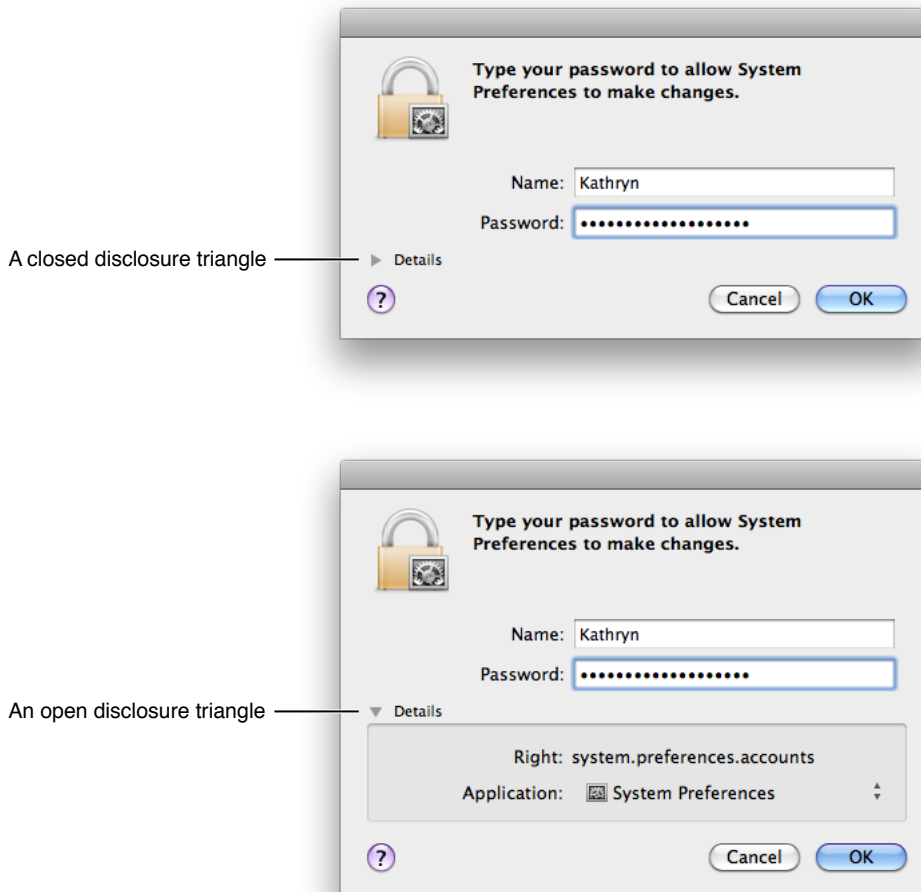 Type your password to allow System
Preferences to make changes.
Name: Kathryn
Password: •••••••••••••••••••
A closed disclosure triangle
Details
?
Cancel
OK
Type your password to allow System
Preferences to make changes.
Name: Kathryn
Password: •••••••••••••••••••
An open disclosure triangle
Details
Right: system.preferences.accounts
Application: System Preferences
?
Cancel
OK